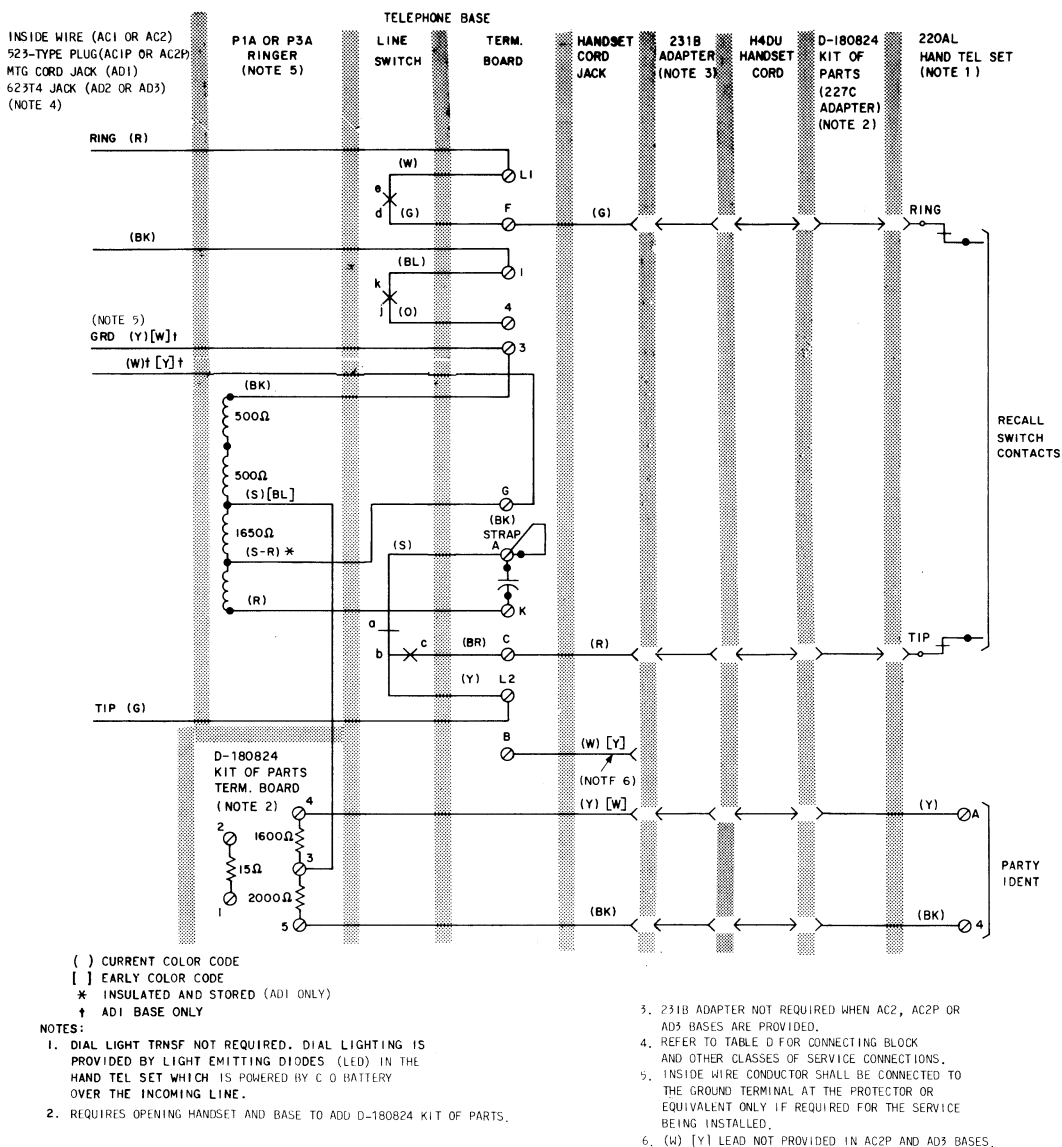 TELEPHONE BASE
INSIDE WIRE (AC1 OR AC2)
523-TYPE PLUG(AC1P OR AC2P)
MTG CORD JACK (AD1)
623T4 JACK (AD2 OR AD3)
(NOTE 4)
P1A OR P3A
RINGER
(NOTE 5)
LINE
SWITCH
TERM.
BOARD
HANDSET
CORD
JACK
231B
ADAPTER
(NOTE 3)
H4DU
HANDSET
CORD
D-180824
KIT OF
PARTS
(227C
ADAPTER)
(NOTE 2)
220AL
HAND TEL SET
(NOTE 1)
RING (R)
(W)
L1
e
d
(G)
F
(G)
RING
(BK)
(BL)
1
k
j
(O)
4
(NOTE 5)
GRD (Y)[W]†
3
(W)† [Y]†
(BK)
500Ω
RECALL
SWITCH
CONTACTS
500Ω
(S)[BL]
G
1650Ω
(BK)
STRAP
(S)
A
(S-R) *
(R)
K
a
b
c
(BR)
C
(R)
TIP
(Y)
L2
TIP (G)
B
(W) [Y]
(NOTF 6)
D-180824
KIT OF PARTS
TERM. BOARD
(NOTE 2)
4
(Y) [W]
(Y)
A
2
1600Ω
15Ω
3
PARTY
IDENT
2000Ω
1
5
(BK)
(BK)
4
( ) CURRENT COLOR CODE
[ ] EARLY COLOR CODE
* INSULATED AND STORED (AD1 ONLY)
† AD1 BASE ONLY
NOTES:
1. DIAL LIGHT TRNSF NOT REQUIRED. DIAL LIGHTING IS
PROVIDED BY LIGHT EMITTING DIODES (LED) IN THE
HAND TEL SET WHICH IS POWERED BY C O BATTERY
OVER THE INCOMING LINE.
2. REQUIRES OPENING HANDSET AND BASE TO ADD D-180824 KIT OF PARTS.
3. 231B ADAPTER NOT REQUIRED WHEN AC2, AC2P OR
AD3 BASES ARE PROVIDED.
4. REFER TO TABLE D FOR CONNECTING BLOCK
AND OTHER CLASSES OF SERVICE CONNECTIONS.
5. INSIDE WIRE CONDUCTOR SHALL BE CONNECTED TO
THE GROUND TERMINAL AT THE PROTECTOR OR
EQUIVALENT ONLY IF REQUIRED FOR THE SERVICE
BEING INSTALLED.
6. (W) [Y] LEAD NOT PROVIDED IN AC2P AND AD3 BASES.